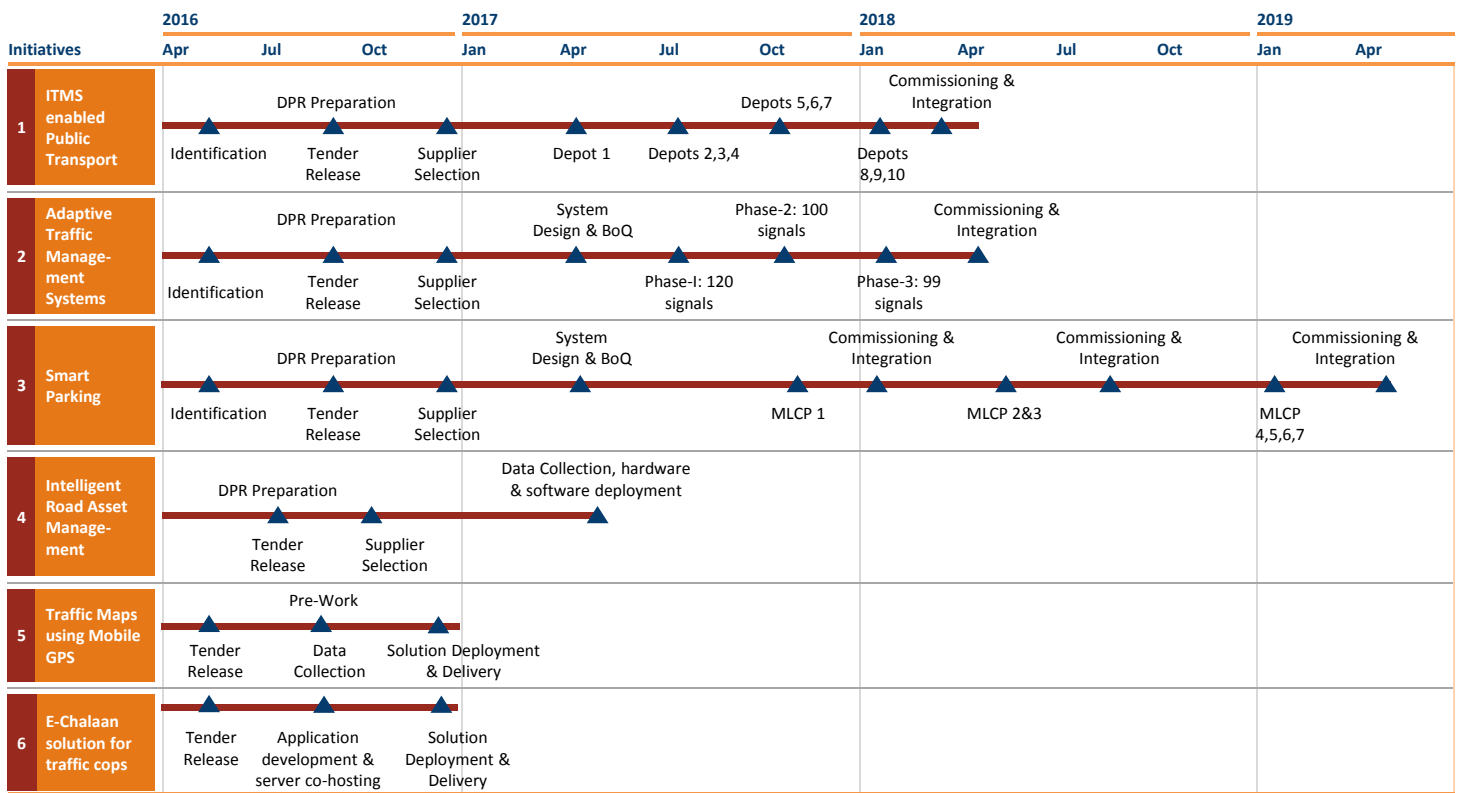 2016 2017 2018 2019
Initiatives Apr Jul Oct Jan Apr Jul Oct Jan Apr Jul Oct Jan Apr
1
ITMS
enabled
Public
Transport
DPR Preparation
Depots 5,6,7
Commissioning &
Integration
Identification
Tender
Release
Supplier
Selection
Depot 1
Depots 2,3,4
Depots
8,9,10
2
Adaptive
Traffic
Manage-
ment
Systems
DPR Preparation
System
Design & BoQ
Phase-2: 100
signals
Commissioning &
Integration
Identification
Tender
Release
Supplier
Selection
Phase-I: 120
signals
Phase-3: 99
signals
3
Smart
Parking
DPR Preparation
System
Design & BoQ
Commissioning &
Integration
Commissioning &
Integration
Commissioning &
Integration
Identification
Tender
Release
Supplier
Selection
MLCP 1
MLCP 2&3
MLCP
4,5,6,7
4
Intelligent
Road Asset
Manage-
ment
DPR Preparation
Data Collection, hardware
& software deployment
Tender
Release
Supplier
Selection
5
Traffic Maps
using Mobile
GPS
Pre-Work
Tender
Release
Data
Collection
Solution Deployment
& Delivery
6
E-Chalaan
solution for
traffic cops
Tender
Release
Application
development &
server co-hosting
Solution
Deployment &
Delivery